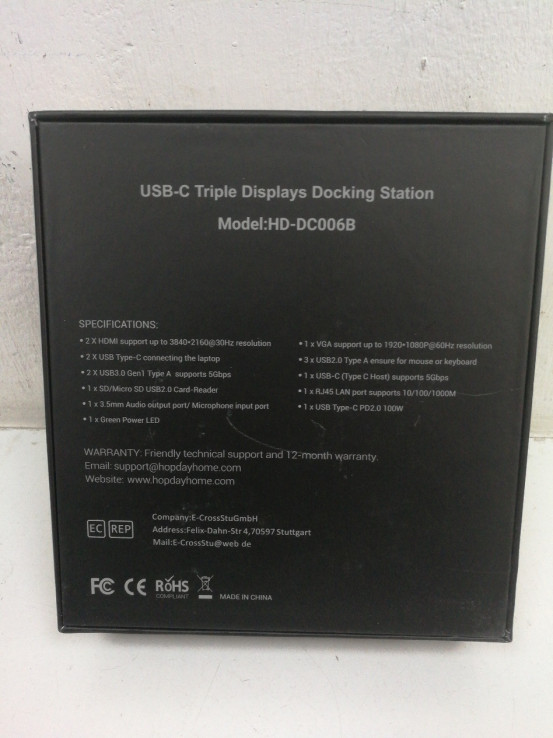 USB-C Triple Displays Docking Station
Model:HD-DC006B
SPECIFICATIONS:
• 2 X HDMI support up to 3840*2160@30Hz resolution
• 2 X USB Type-C connecting the laptop
• 2 X USB3.0 Gen1 Type A supports 5Gbps
• 1 x SD/Micro SD USB2.0 Card-Reader
• 1 x 3.5mm Audio output port/ Microphone input port
• 1 x Green Power LED
• 1 x VGA support up to 1920*1080P@60Hz resolution
• 3 x USB2.0 Type A ensure for mouse or keyboard
• 1 x USB-C (Type C Host) supports 5Gbps
• 1 x RJ45 LAN port supports 10/100/1000M
• 1 x USB Type-C PD2.0 100W
WARRANTY: Friendly technical support and 12-month warranty.
Email: support@hopdayhome.com
Website: www.hopdayhome.com
EC REP
Company:E-CrossStuGmbH
Address:Felix-Dahn-Str4,70597 Stuttgart
Mail:E-CrossStu@web de
FC CE RoHS
COMPLIANT
MADE IN CHINA